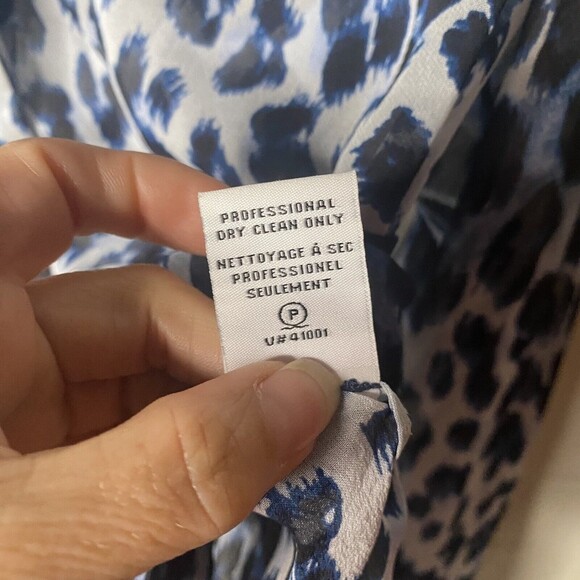 PROFESSIONAL
DRY CLEAN ONLY
NETTOYAGE À SEC
PROFESSIONEL
SEULEMENT
P
U#41001